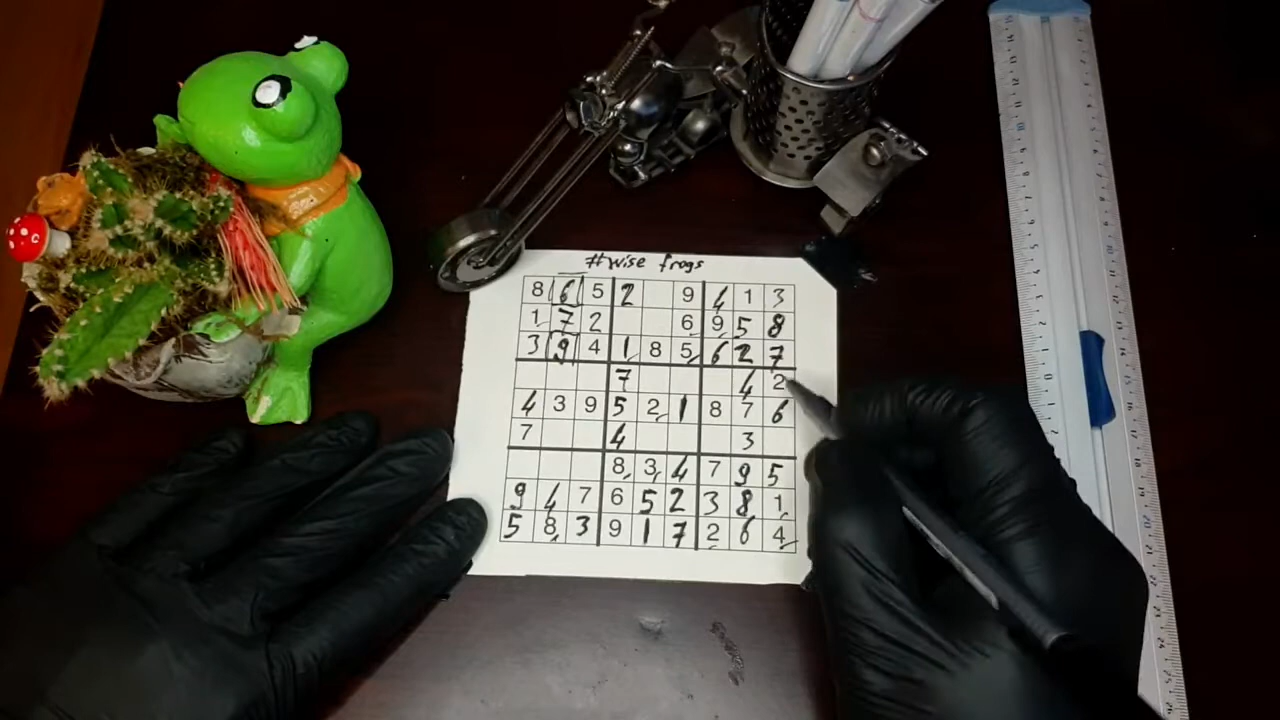 #wise frogs
8 6 5 2 9 4 1 3
1 7 2 6 9 5 8
3 9 4 1 8 5 6 2 7
7 4 2
4 3 9 5 2 1 8 7 6
7 4 3
8 3 4 7 9 5
9 4 7 6 5 2 3 8 1
5 8 3 9 1 7 2 6 4